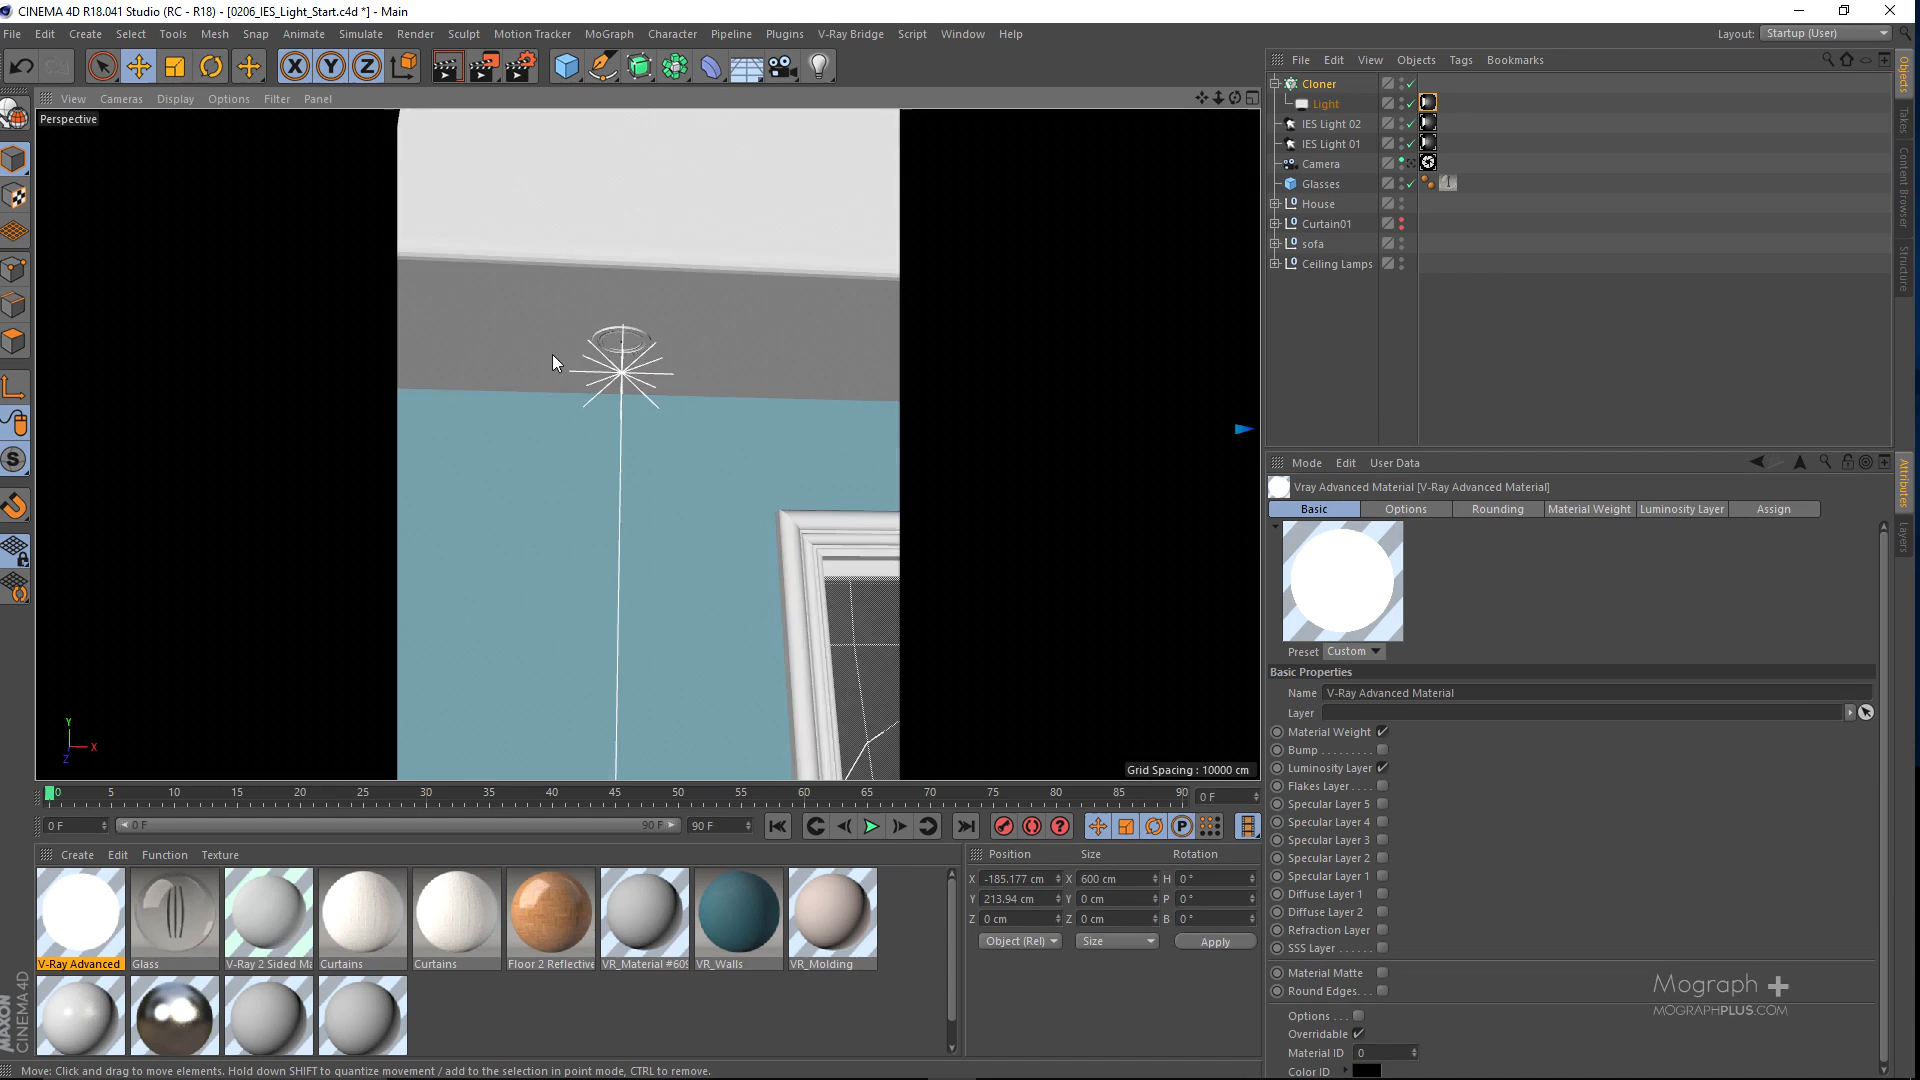 CINEMA 4D R18.041 Studio (RC - R18) - [0206_IES_Light_Start.c4d *] - Main
File Edit Create Select Tools Mesh Snap Animate Simulate Render Sculpt Motion Tracker MoGraph Character Pipeline Plugins V-Ray Bridge Script Window Help
Layout: Startup (User)
X Y Z
File Edit View Objects Tags Bookmarks
View Cameras Display Options Filter Panel
Perspective
Cloner
Light
IES Light 02
IES Light 01
Camera
Glasses
House
Curtain01
sofa
Ceiling Lamps
Objects
Takes
Content Browser
Structure
Mode Edit User Data
Vray Advanced Material [V-Ray Advanced Material]
Basic Options Rounding Material Weight Luminosity Layer Assign
Attributes
Layers
Preset Custom
Basic Properties
Name V-Ray Advanced Material
Layer
Material Weight
Bump . . . . . . . . .
Luminosity Layer
Flakes Layer . . . .
Specular Layer 5
Specular Layer 4
Specular Layer 3
Specular Layer 2
Specular Layer 1
Diffuse Layer 1
Diffuse Layer 2
Refraction Layer
SSS Layer . . . . . .
Material Matte
Round Edges. . .
Options . . .
Overridable
Material ID 0
Color ID
Y
X
Z
Grid Spacing : 10000 cm
0 5 10 15 20 25 30 35 40 45 50 55 60 65 70 75 80 85 90 0 F
0 F 0 F 90 F 90 F
Create Edit Function Texture
V-Ray Advanced Glass V-Ray 2 Sided Ma Curtains Curtains Floor 2 Reflective VR_Material #609 VR_Walls VR_Molding
Position Size Rotation
X -185.177 cm X 600 cm H 0 °
Y 213.94 cm Y 0 cm P 0 °
Z 0 cm Z 0 cm B 0 °
Object (Rel) Size Apply
MAXON
CINEMA 4D
Mograph +
MOGRAPHPLUS.COM
Move: Click and drag to move elements. Hold down SHIFT to quantize movement / add to the selection in point mode, CTRL to remove.